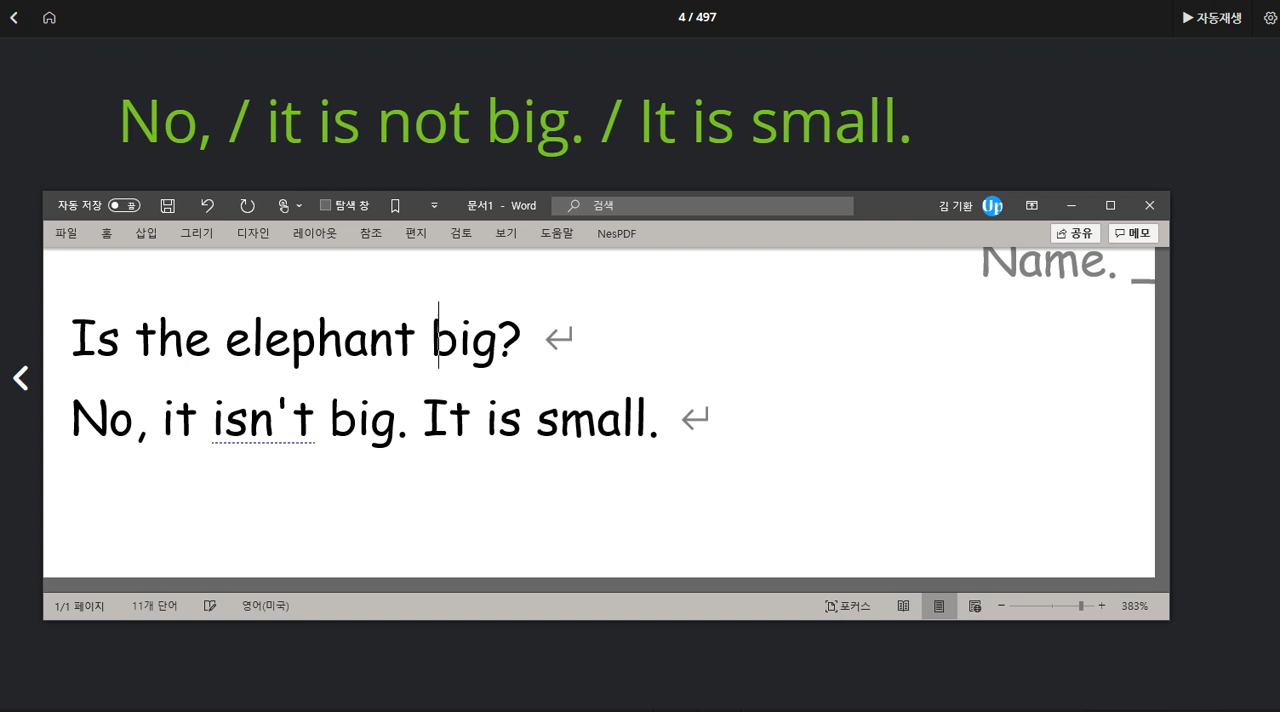 4 / 497
▶ 자동재생
No, / it is not big. / It is small.
자동 저장 끔 탐색 창 문서1 - Word 검색 김 기환 Up
파일 홈 삽입 그리기 디자인 레이아웃 참조 편지 검토 보기 도움말 NesPDF 공유 메모
Name. _
Is the elephant big?
No, it isn't big. It is small.
1/1 페이지 11개 단어 영어(미국) 포커스 - + 383%